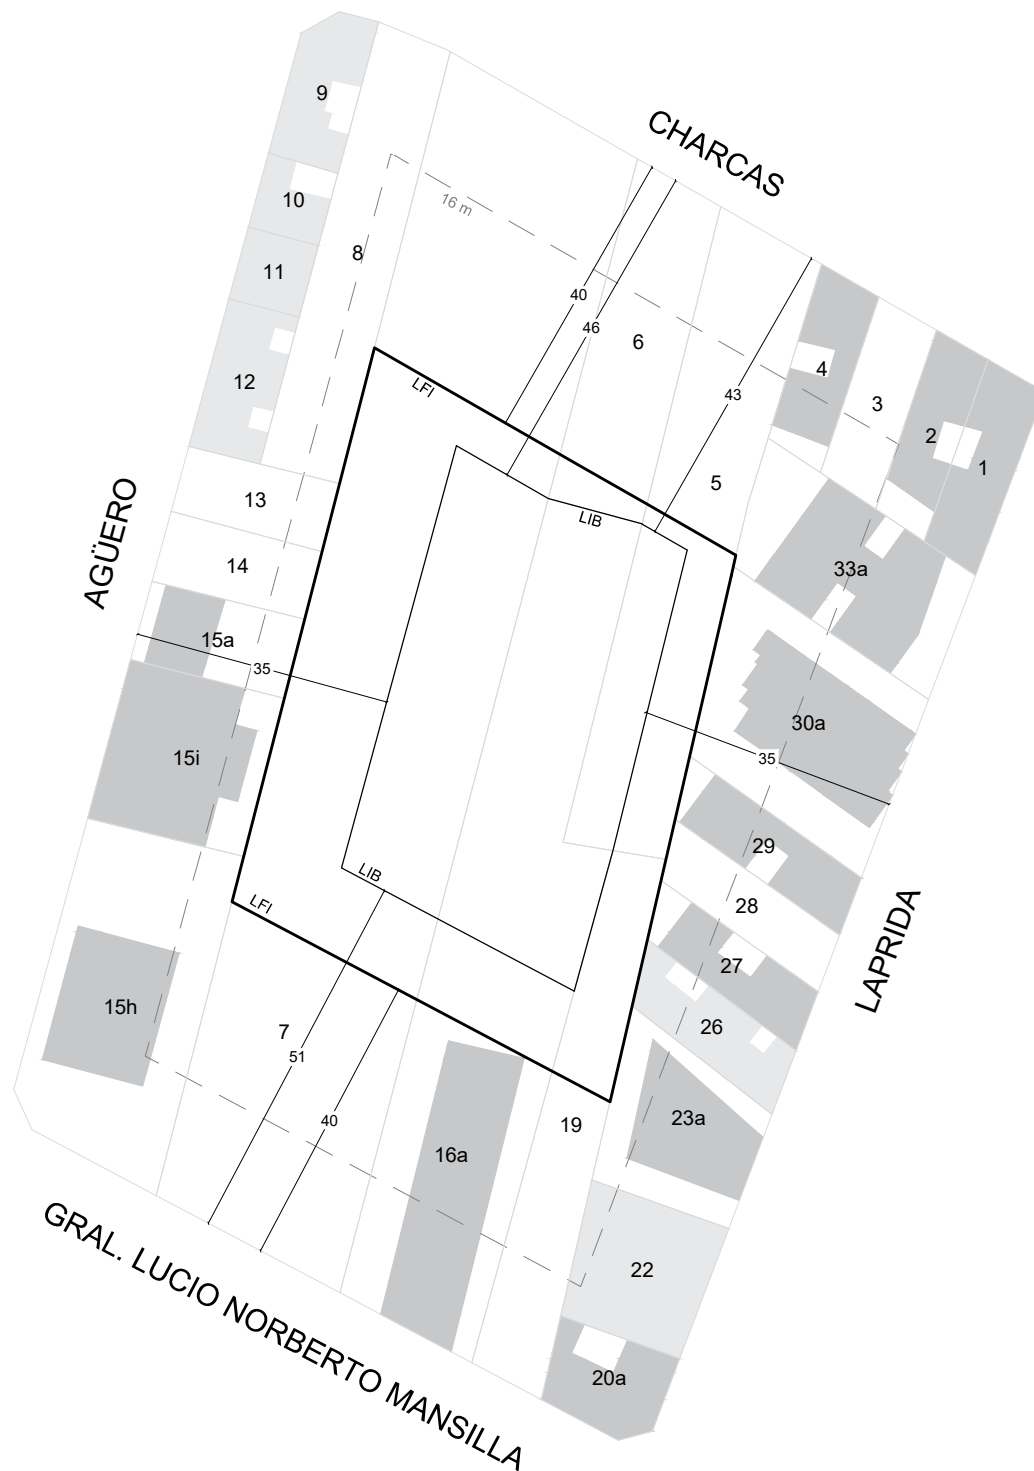 CHARCAS
9
10
16 m
8
11
40
46
6
12
4
LFI
43
3
2
1
5
13
LIB
AGÜERO
14
33a
15a
35
30a
15i
35
29
LIB
LFI
28
LAPRIDA
27
15h
26
7
51
40
23a
19
16a
GRAL. LUCIO NORBERTO MANSILLA
22
20a